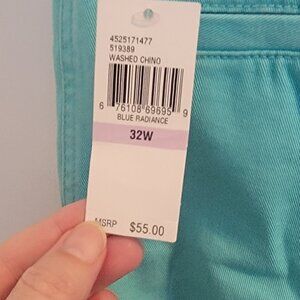 4525171477
519389
WASHED CHINO
6 76108 69695 9
BLUE RADIANCE
32W
MSRP $55.00